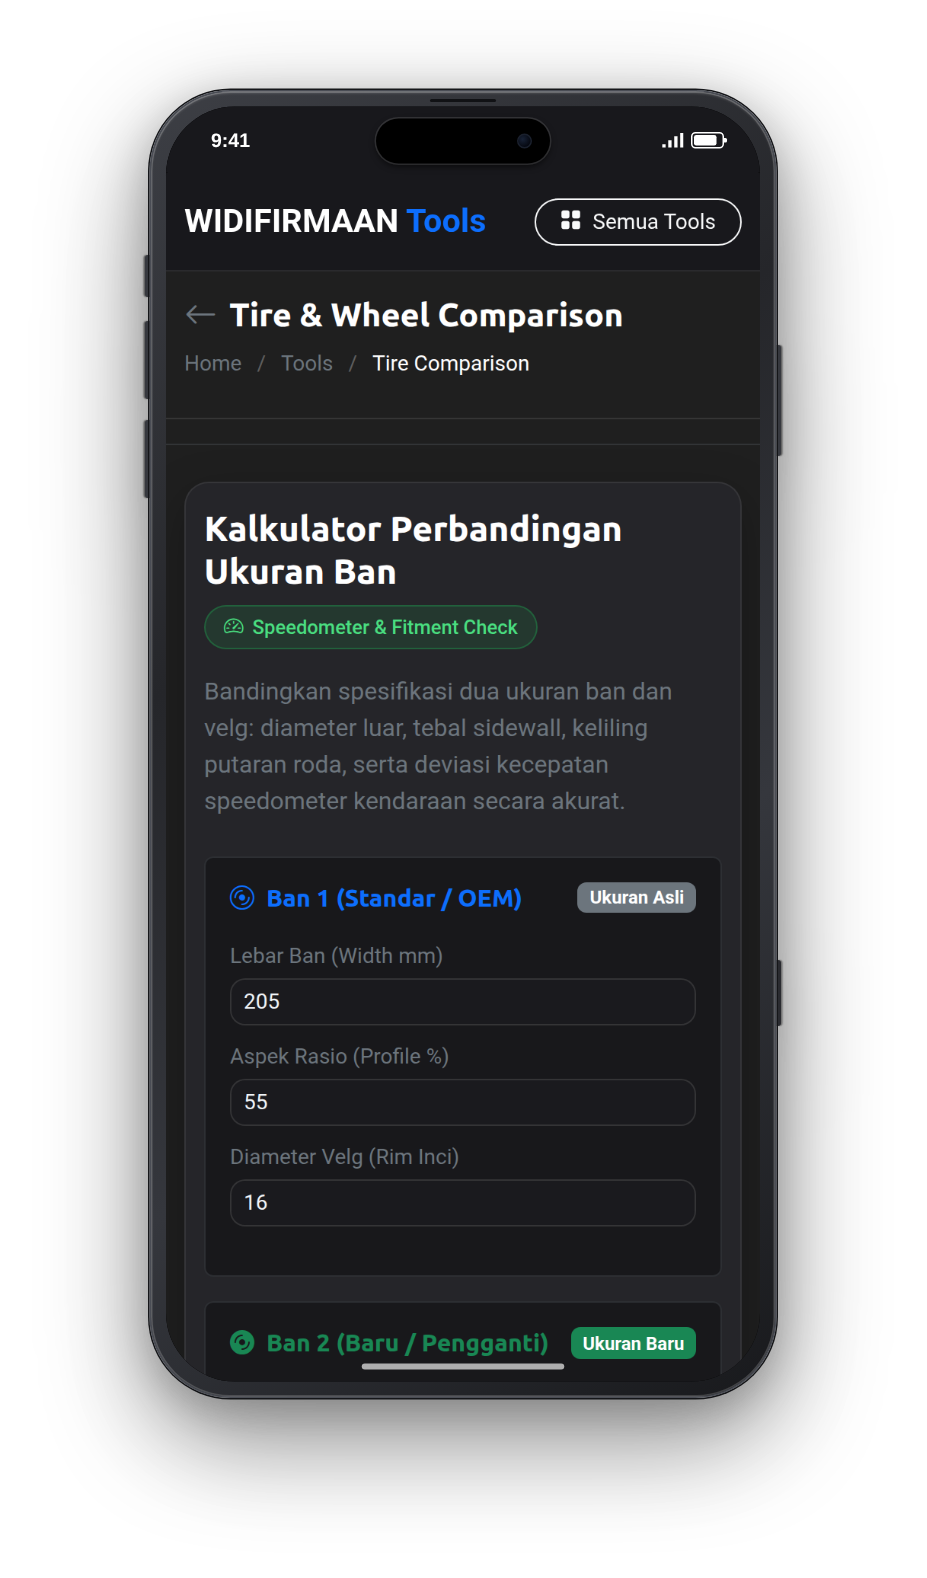 9:41
WIDIFIRMAAN Tools
Semua Tools
Tire & Wheel Comparison
Home / Tools / Tire Comparison
Kalkulator Perbandingan
Ukuran Ban
Speedometer & Fitment Check
Bandingkan spesifikasi dua ukuran ban dan
velg: diameter luar, tebal sidewall, keliling
putaran roda, serta deviasi kecepatan
speedometer kendaraan secara akurat.
Ban 1 (Standar / OEM)
Ukuran Asli
Lebar Ban (Width mm)
205
Aspek Rasio (Profile %)
55
Diameter Velg (Rim Inci)
16
Ban 2 (Baru / Pengganti)
Ukuran Baru